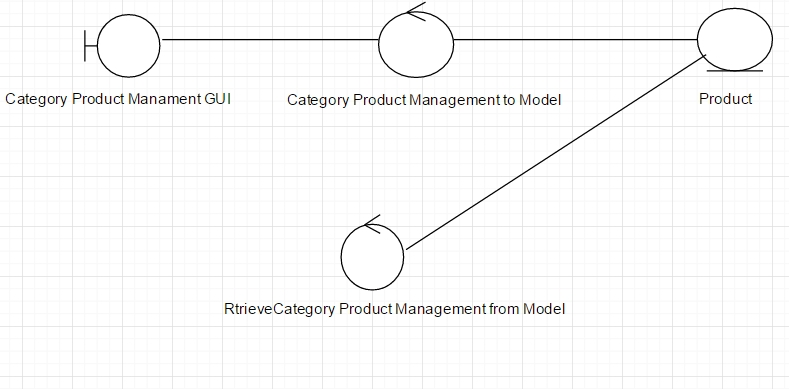 Category Product Manament GUI
Category Product Management to Model
Product
RtrieveCategory Product Management from Model